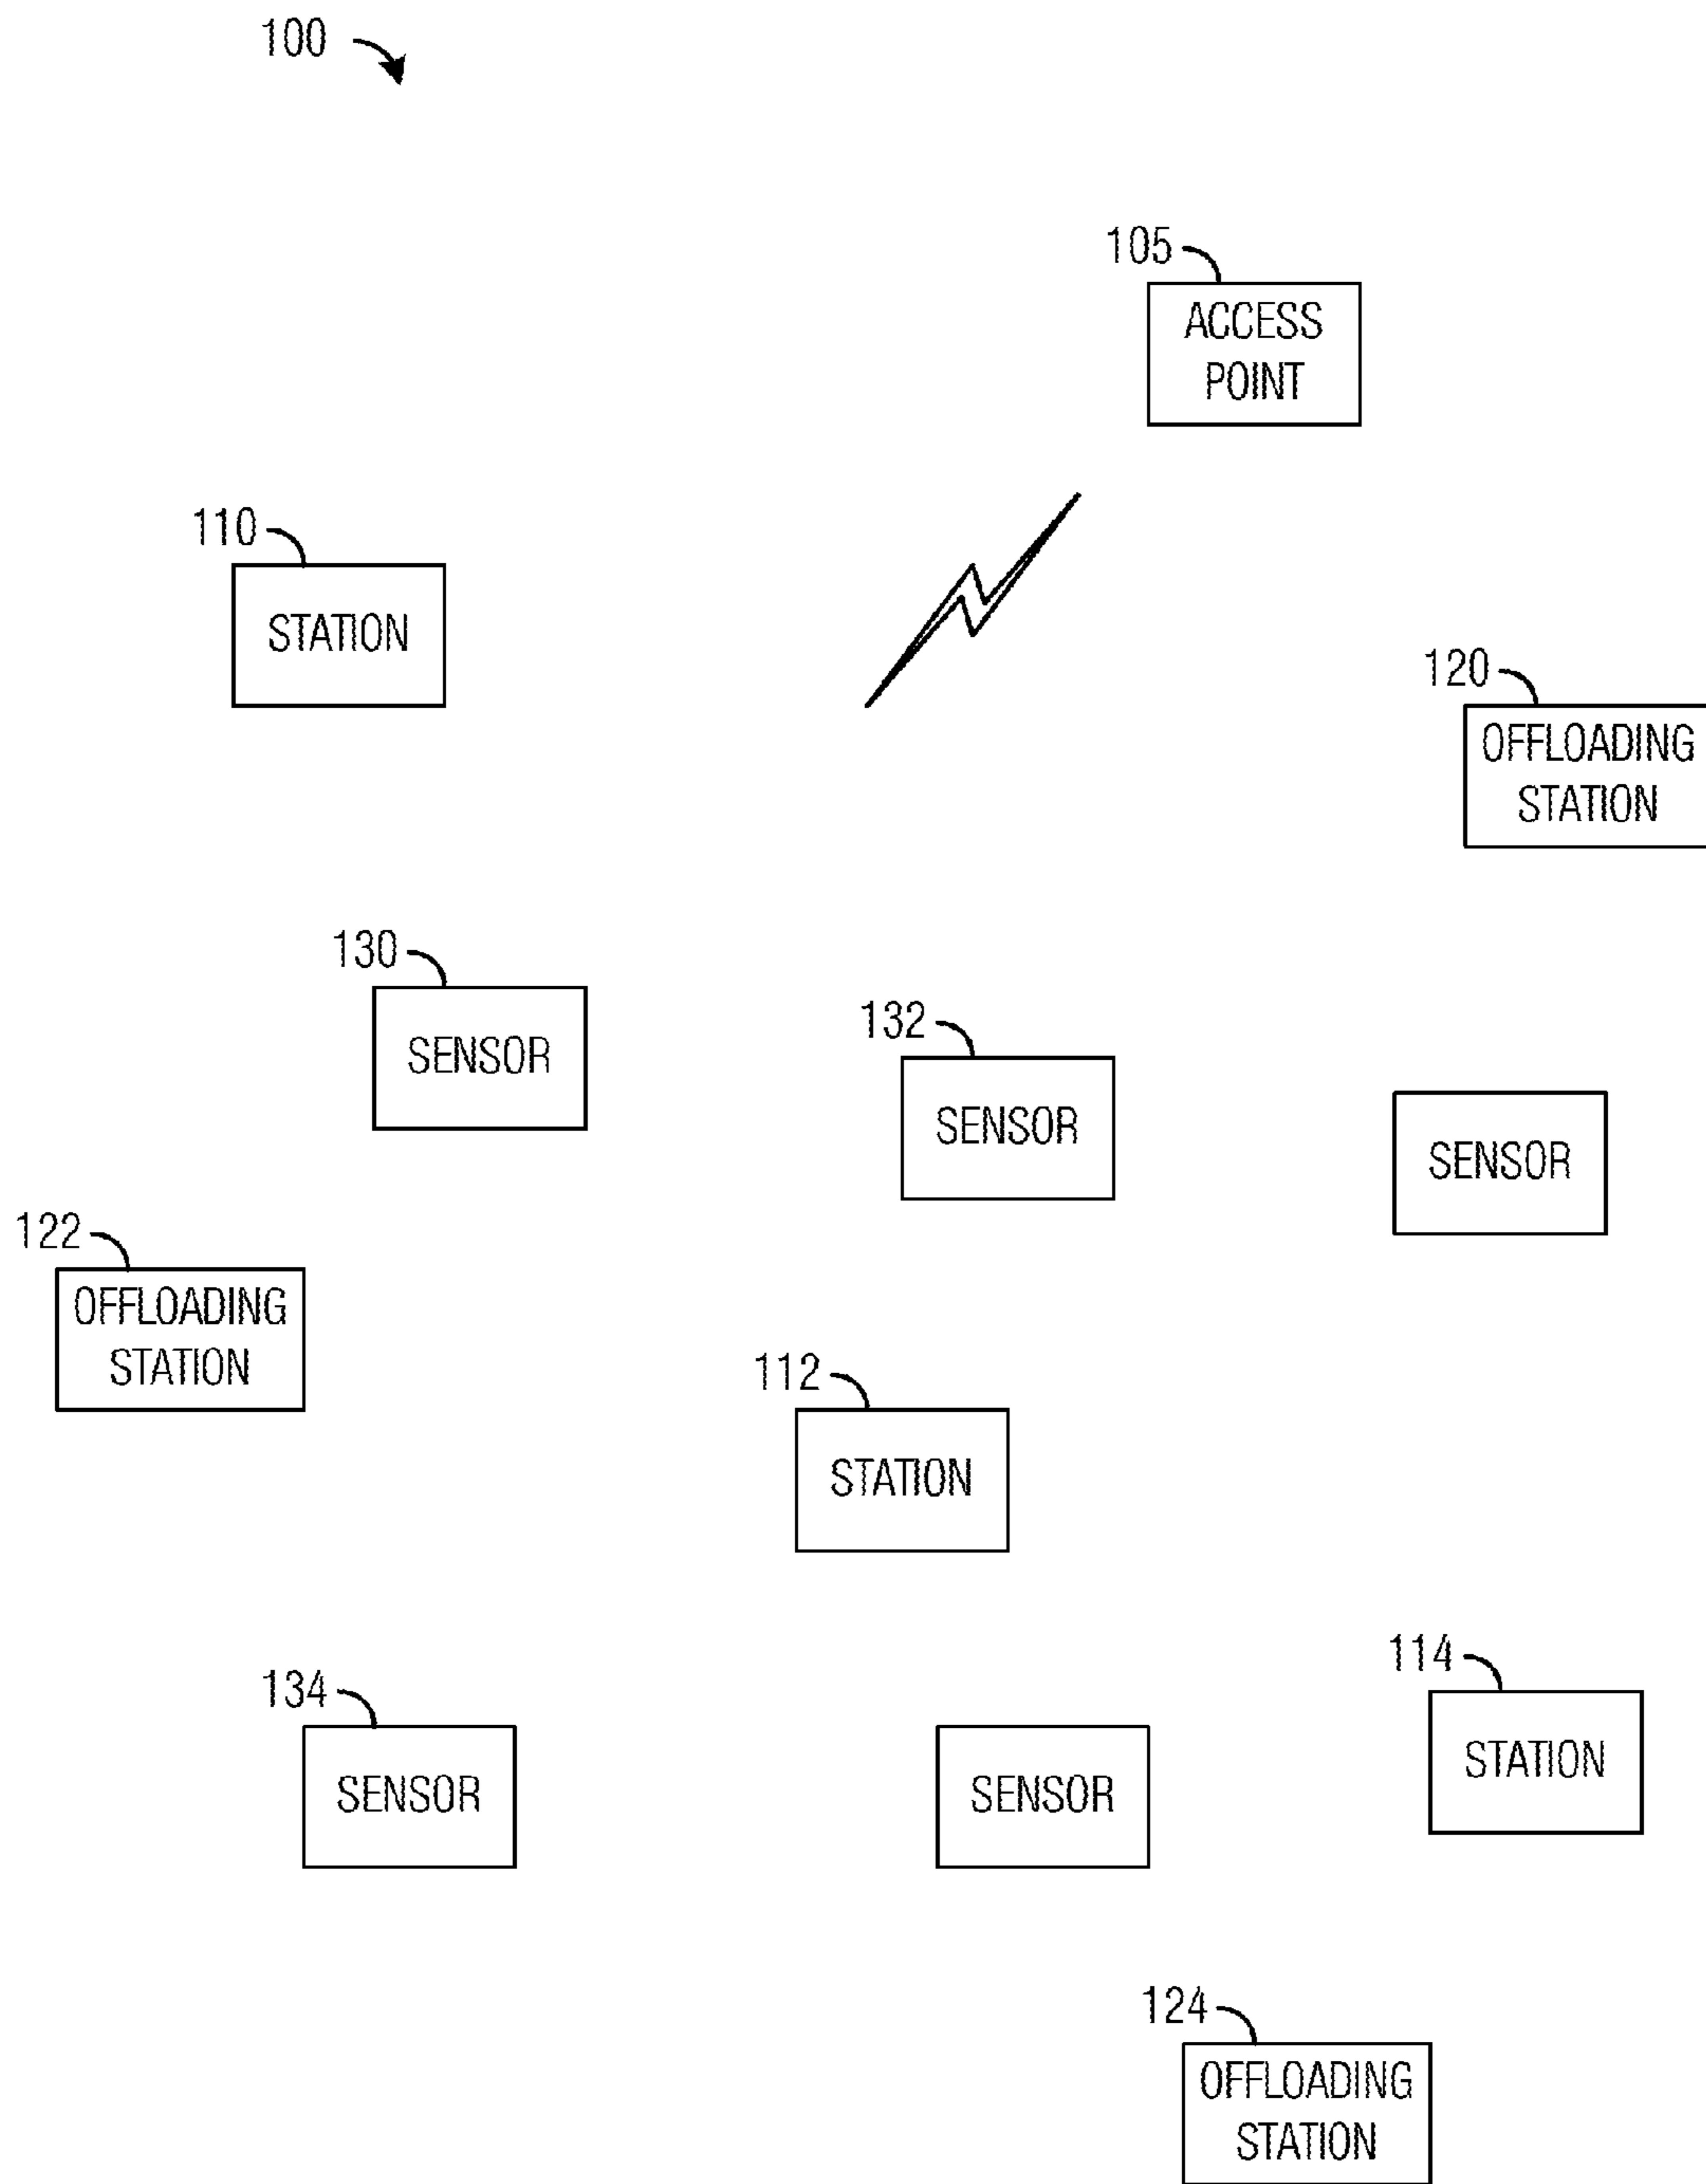 100
105
ACCESS
POINT
110
STATION
120
OFFLOADING
STATION
130
SENSOR
132
SENSOR
SENSOR
122
OFFLOADING
STATION
112
STATION
114
STATION
134
SENSOR
SENSOR
124
OFFLOADING
STATION